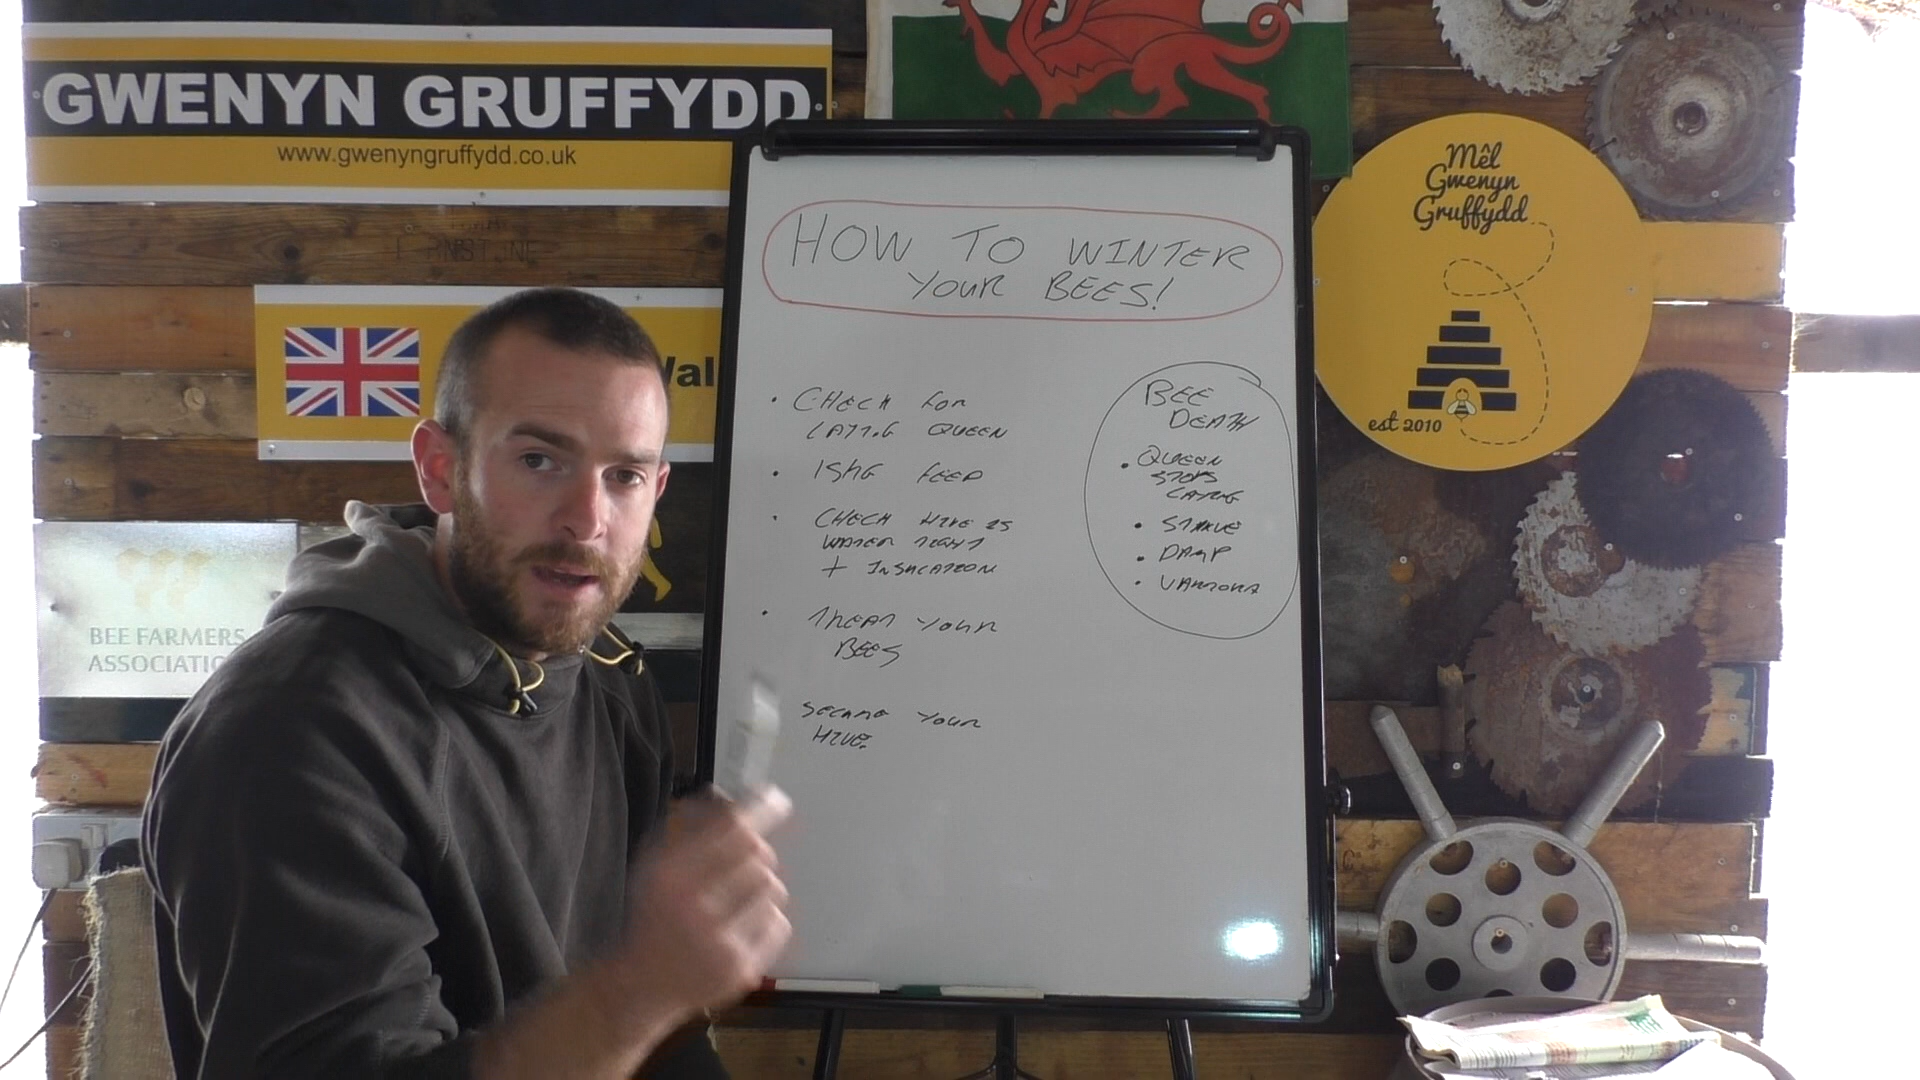 GWENYN GRUFFYDD
www.gwenyngruffydd.co.uk
Wal
BEE FARMERS
ASSOCIATIO
HOW TO WINTER
YOUR BEES!
• CHECK FOR
LAYING QUEEN
• 15KG FEED
• CHECK HIVE IS
WATER TIGHT
+ INSULATION
• TREAT YOUR
BEES
SECURE YOUR
HIVE.
BEE
DEATH
• QUEEN
STOPS
LAYING
• STARVE
• DAMP
• VARROA
Mêl
Gwenyn
Gruffydd
est 2010